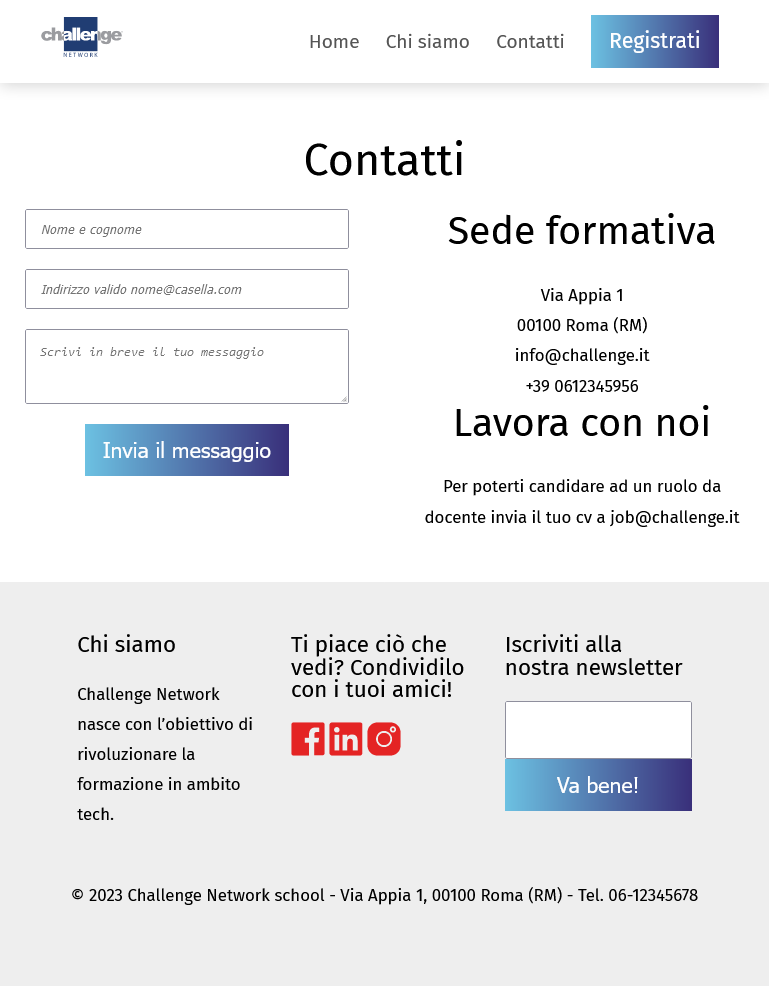 challenge
NETWORK
Home Chi siamo Contatti Registrati
Contatti
Nome e cognome
Indirizzo valido nome@casella.com
Scrivi in breve il tuo messaggio
Invia il messaggio
Sede formativa
Via Appia 1
00100 Roma (RM)
info@challenge.it
+39 0612345956
Lavora con noi
Per poterti candidare ad un ruolo da
docente invia il tuo cv a job@challenge.it
Chi siamo
Challenge Network
nasce con l’obiettivo di
rivoluzionare la
formazione in ambito
tech.
Ti piace ciò che
vedi? Condividilo
con i tuoi amici!
Iscriviti alla
nostra newsletter
Va bene!
© 2023 Challenge Network school - Via Appia 1, 00100 Roma (RM) - Tel. 06-12345678